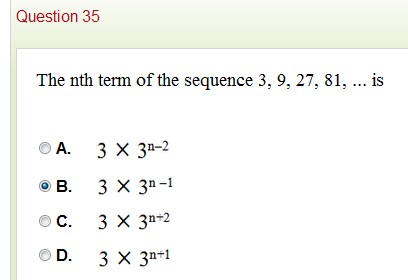 Question 35
The nth term of the sequence 3, 9, 27, 81, ... is
A. 3 × 3ⁿ⁻²
B. 3 × 3ⁿ⁻¹
C. 3 × 3ⁿ⁺²
D. 3 × 3ⁿ⁺¹